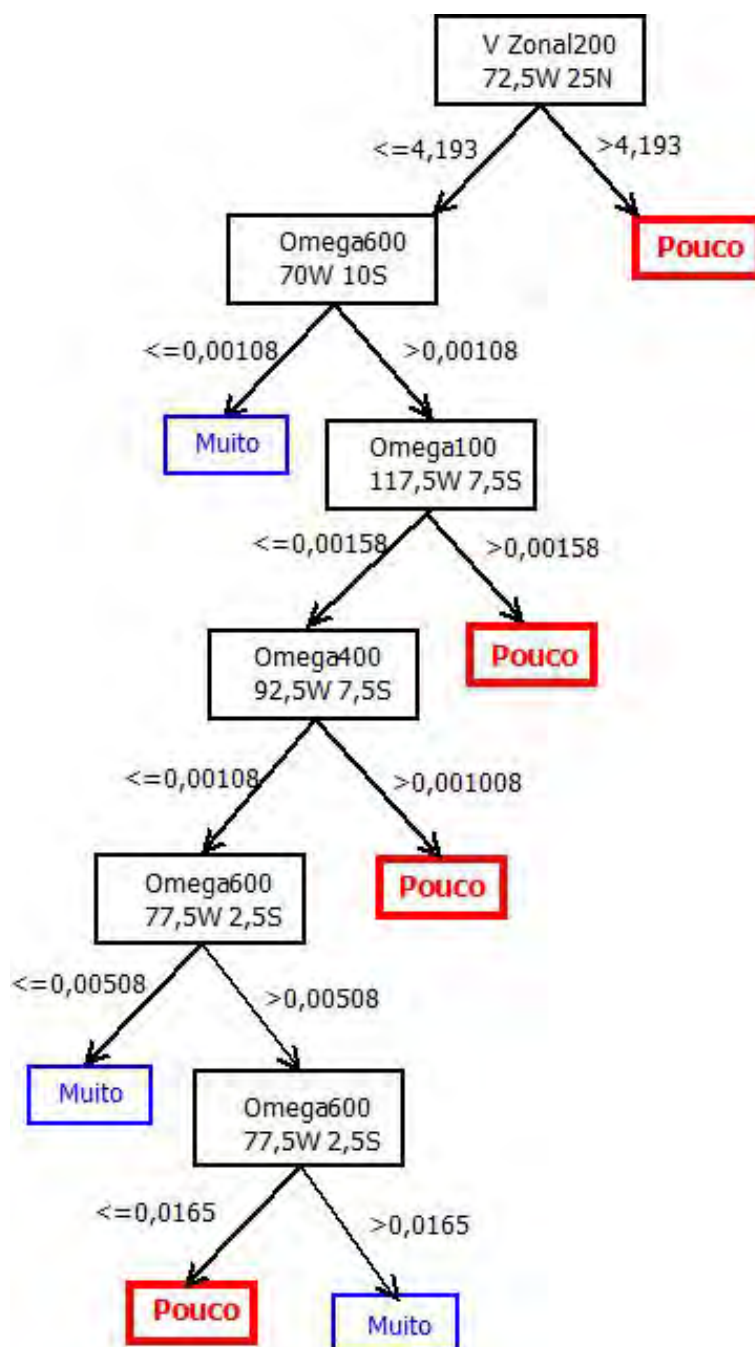 V Zonal200
72,5W 25N
<=4,193
>4,193
Omega600
70W 10S
Pouco
<=0,00108
>0,00108
Muito
Omega100
117,5W 7,5S
<=0,00158
>0,00158
Omega400
92,5W 7,5S
Pouco
<=0,00108
>0,001008
Omega600
77,5W 2,5S
Pouco
<=0,00508
>0,00508
Muito
Omega600
77,5W 2,5S
<=0,0165
>0,0165
Pouco
Muito